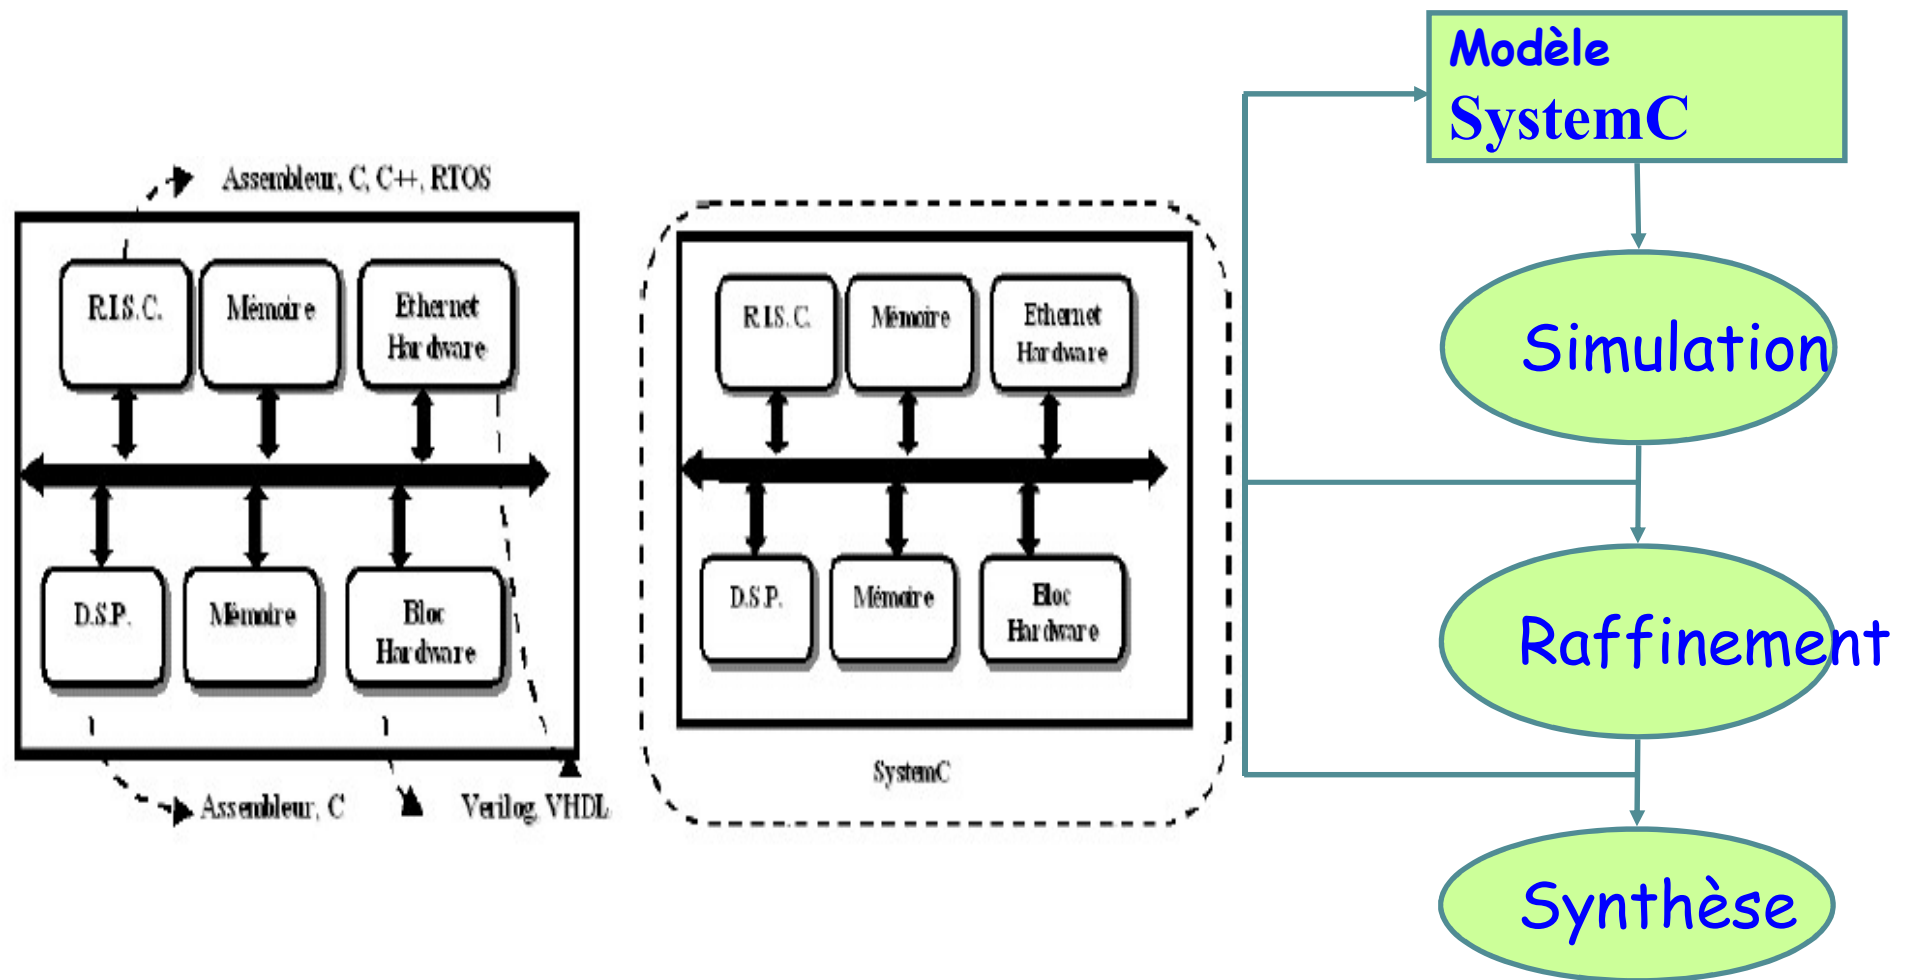 Assembleur, C, C++, RTOS
R.I.S.C.
Mémoire
Ethernet
Hardware
D.S.P.
Mémoire
Bloc
Hardware
Assembleur, C
Verilog, VHDL
R.I.S.C.
Mémoire
Ethernet
Hardware
D.S.P.
Mémoire
Bloc
Hardware
SystemC
Modèle
SystemC
Simulation
Raffinement
Synthèse